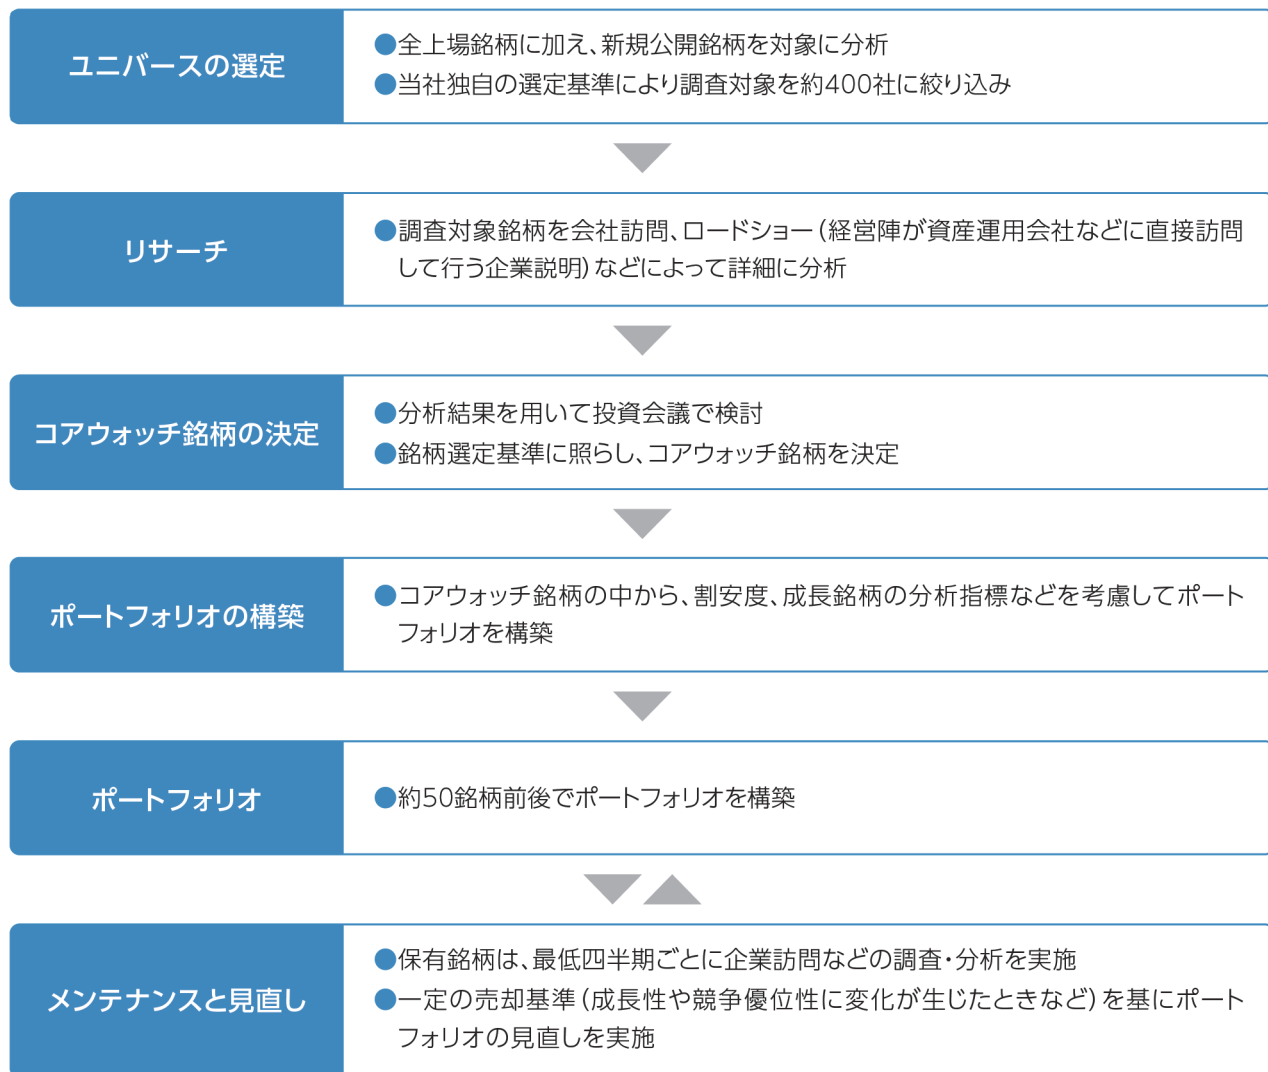 ユニバースの選定
●全上場銘柄に加え、新規公開銘柄を対象に分析
●当社独自の選定基準により調査対象を約400社に絞り込み
リサーチ
●調査対象銘柄を会社訪問、ロードショー(経営陣が資産運用会社などに直接訪問
して行う企業説明)などによって詳細に分析
コアウォッチ銘柄の決定
●分析結果を用いて投資会議で検討
●銘柄選定基準に照らし、コアウォッチ銘柄を決定
ポートフォリオの構築
●コアウォッチ銘柄の中から、割安度、成長銘柄の分析指標などを考慮してポート
フォリオを構築
ポートフォリオ
●約50銘柄前後でポートフォリオを構築
メンテナンスと見直し
●保有銘柄は、最低四半期ごとに企業訪問などの調査・分析を実施
●一定の売却基準(成長性や競争優位性に変化が生じたときなど)を基にポート
フォリオの見直しを実施